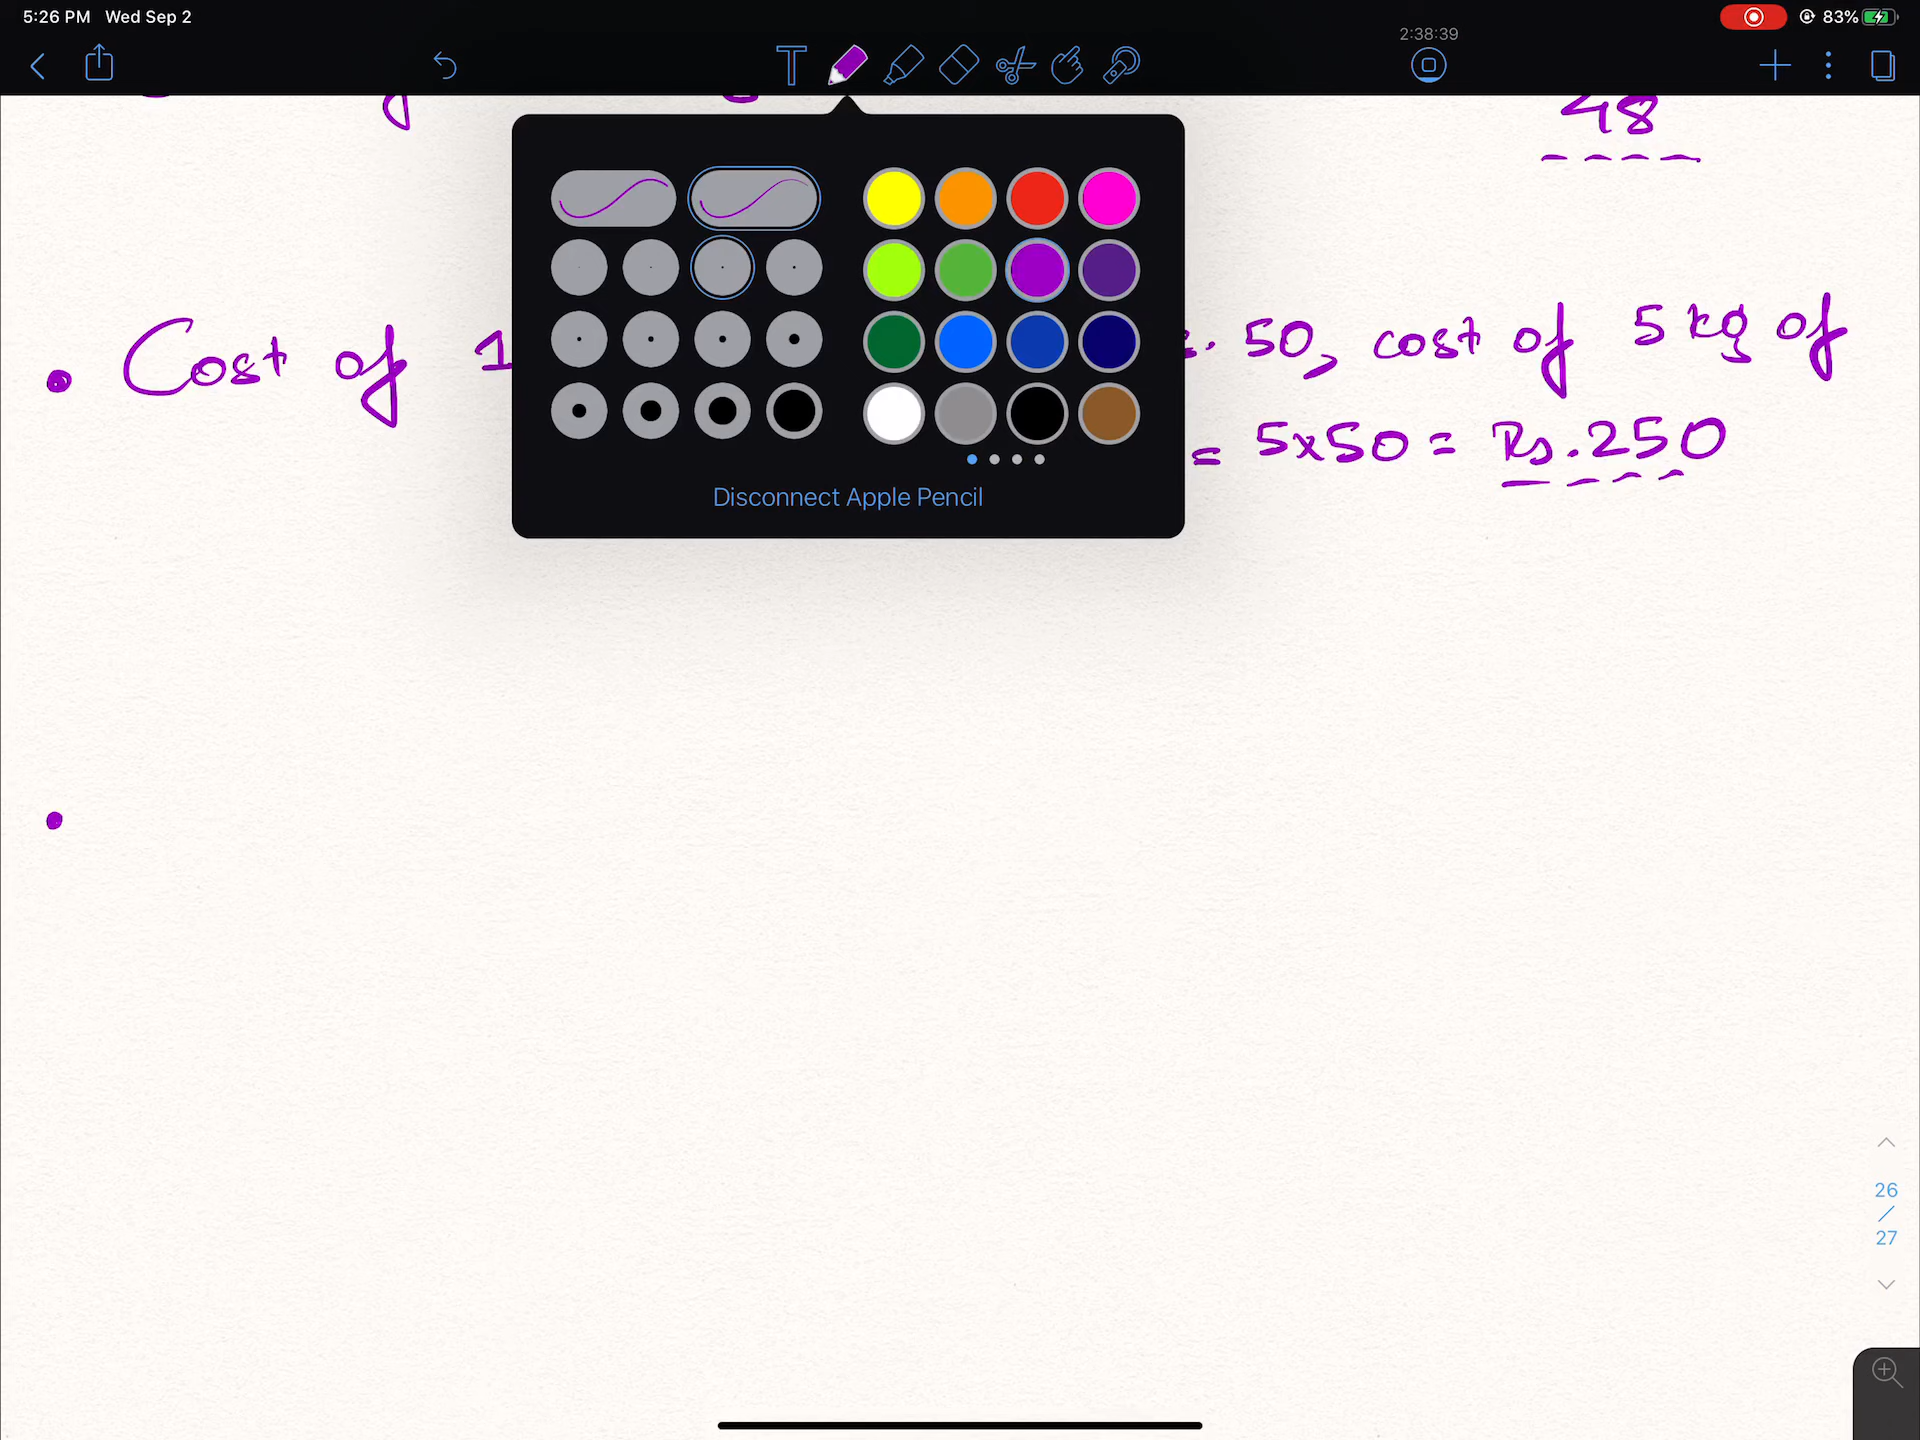 5:26 PM Wed Sep 2
83%
2:38:39
48
• Cost of 1 . 50, cost of 5 kg of
= 5x50 = Rs.250
Disconnect Apple Pencil
•
26
/
27